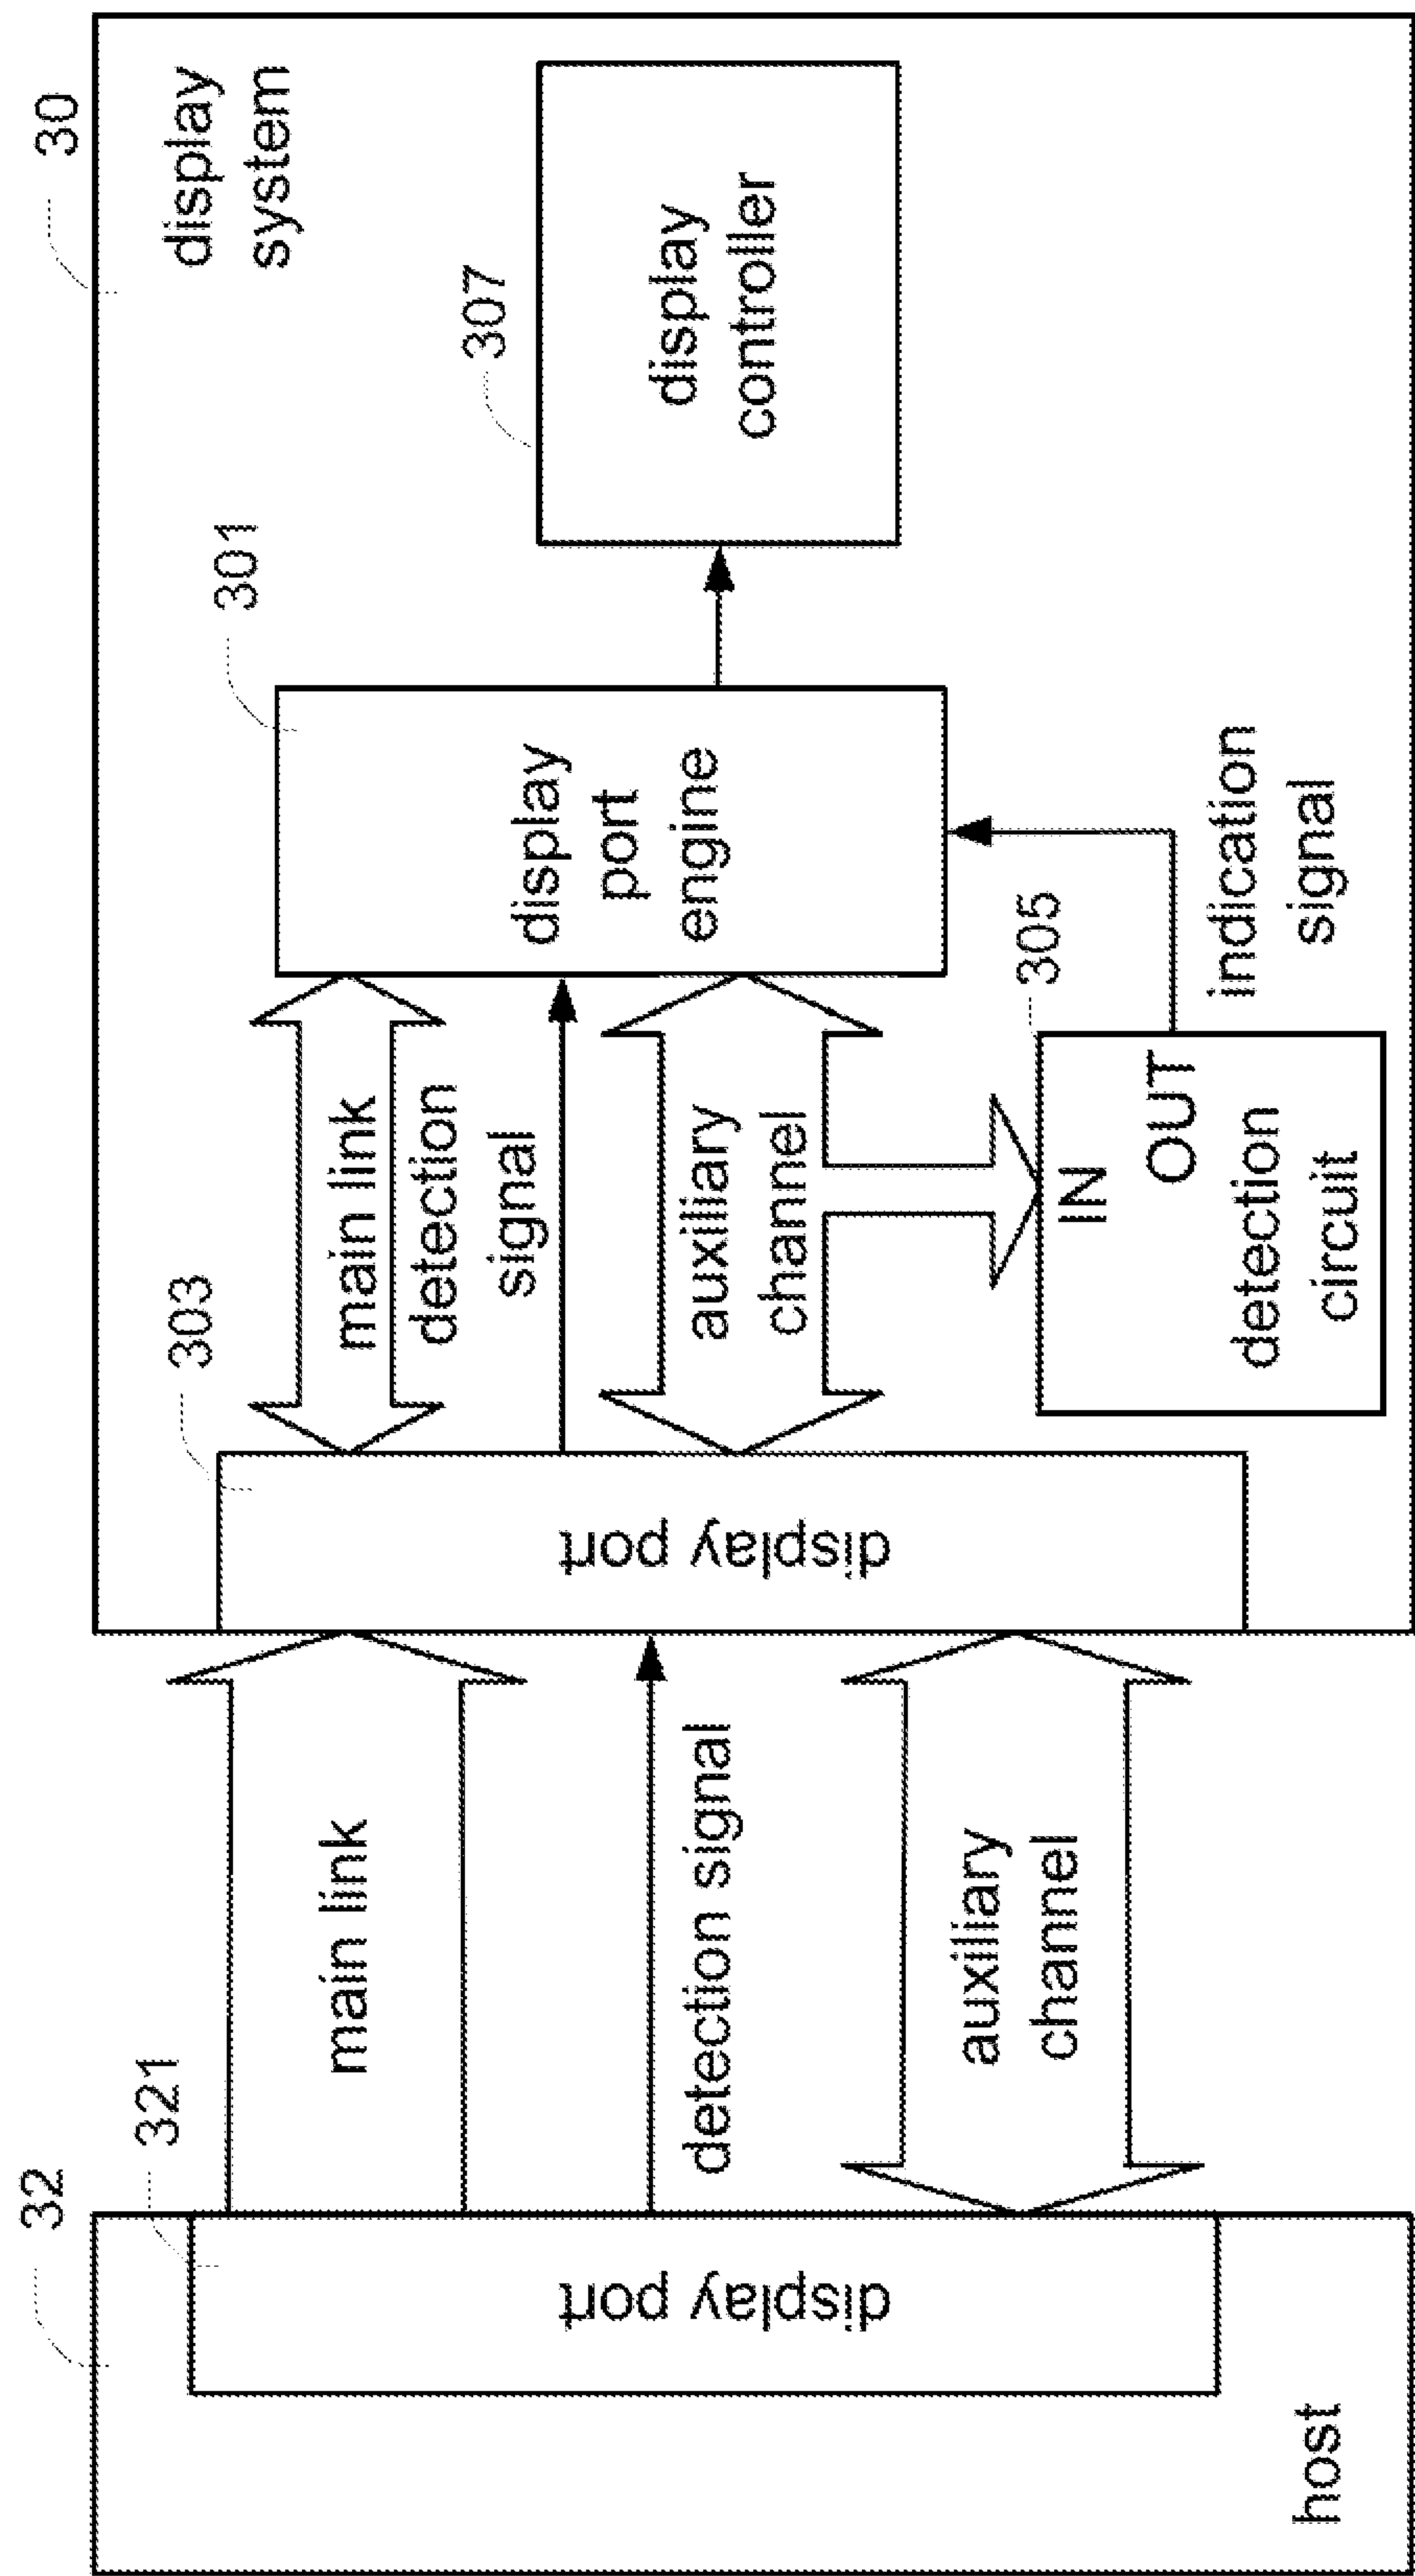 32
321
display port
host
main link
detection signal
auxiliary
channel
30
display
system
303
display port
main link
detection
signal
auxiliary
channel
301
display
port
engine
305
IN
OUT
detection
circuit
indication
signal
307
display
controller